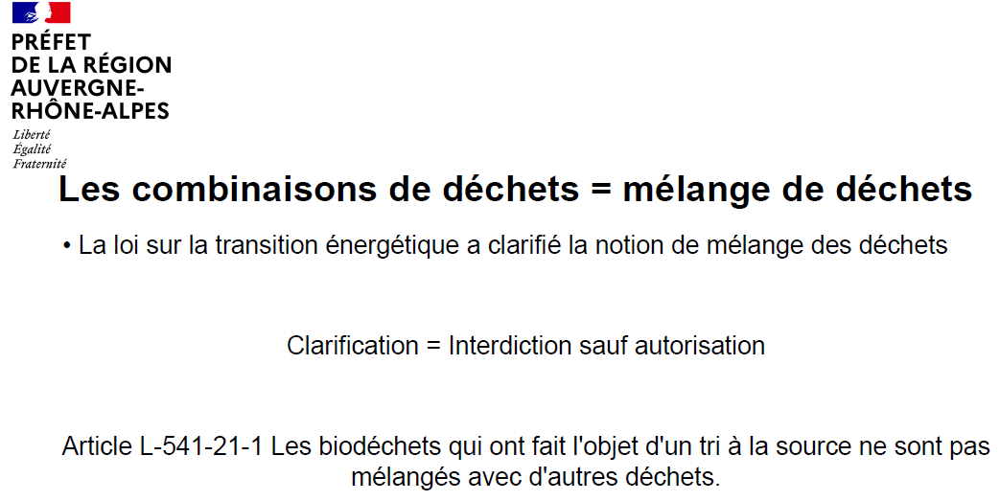 PRÉFET
DE LA RÉGION
AUVERGNE-
RHÔNE-ALPES
Liberté
Égalité
Fraternité
Les combinaisons de déchets = mélange de déchets
• La loi sur la transition énergétique a clarifié la notion de mélange des déchets
Clarification = Interdiction sauf autorisation
Article L-541-21-1 Les biodéchets qui ont fait l'objet d'un tri à la source ne sont pas
mélangés avec d'autres déchets.